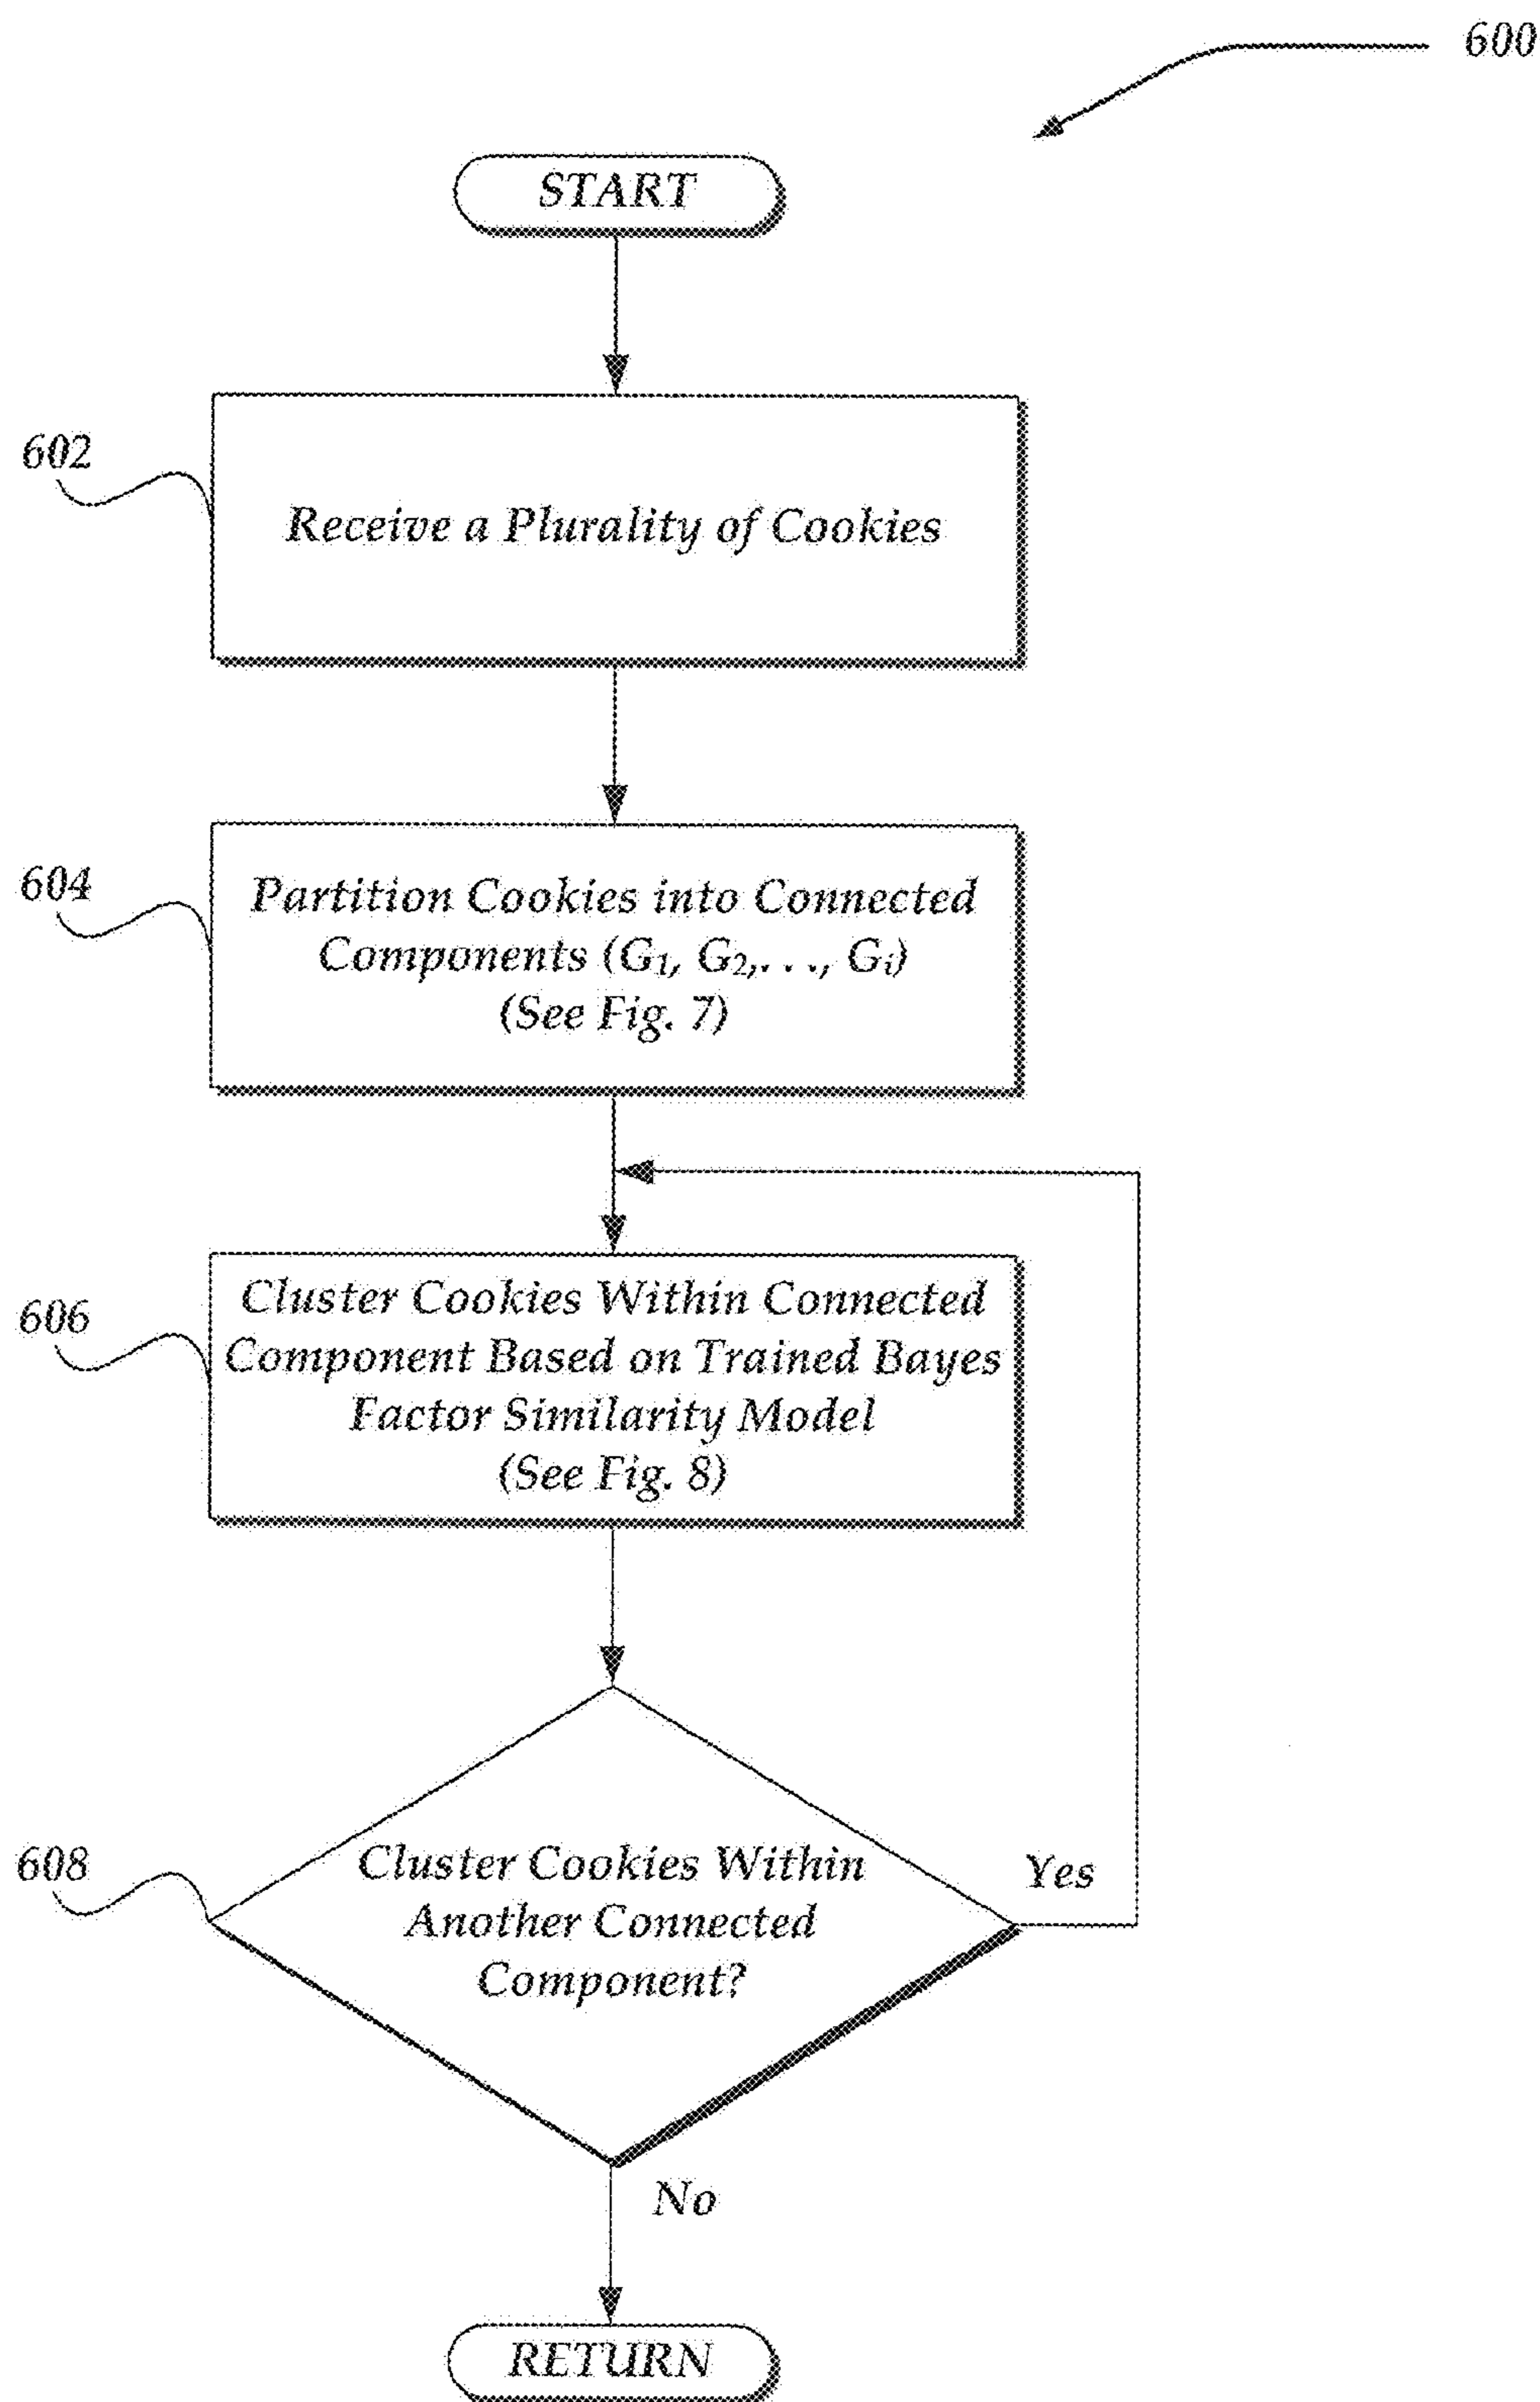 600
START
602
Receive a Plurality of Cookies
604
Partition Cookies into Connected
Components (G1, G2,. . ., Gi)
(See Fig. 7)
606
Cluster Cookies Within Connected
Component Based on Trained Bayes
Factor Similarity Model
(See Fig. 8)
608
Cluster Cookies Within
Another Connected
Component?
Yes
No
RETURN